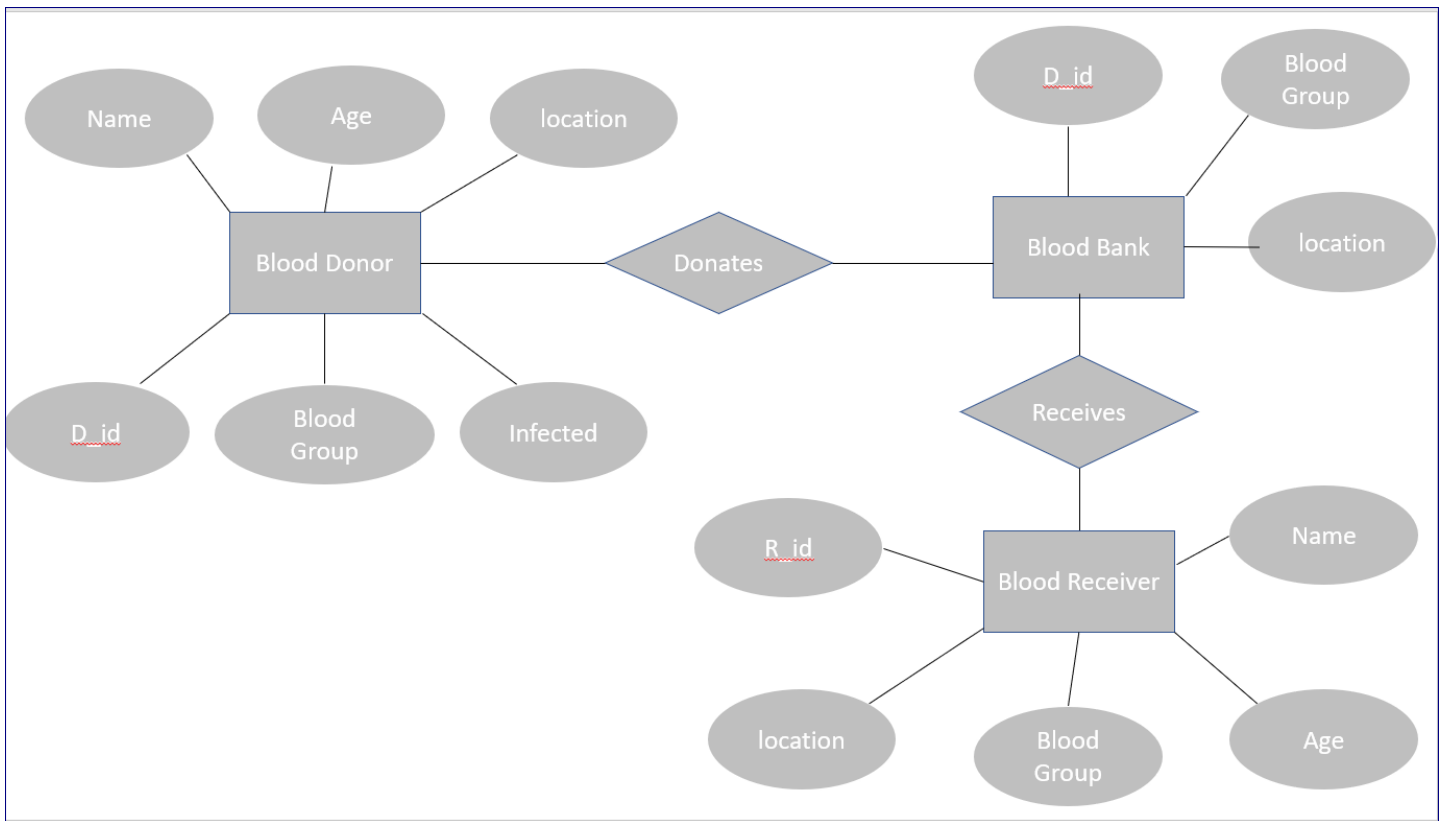 Name
Age
location
D_id
Blood
Group
Blood Donor
Donates
Blood Bank
location
D_id
Blood
Group
Infected
Receives
R_id
Blood Receiver
Name
location
Blood
Group
Age